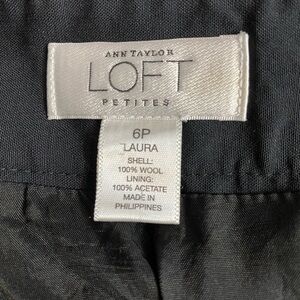 ANN TAYLOR
LOFT
PETITES
6P
LAURA
SHELL:
100% WOOL
LINING:
100% ACETATE
MADE IN
PHILIPPINES